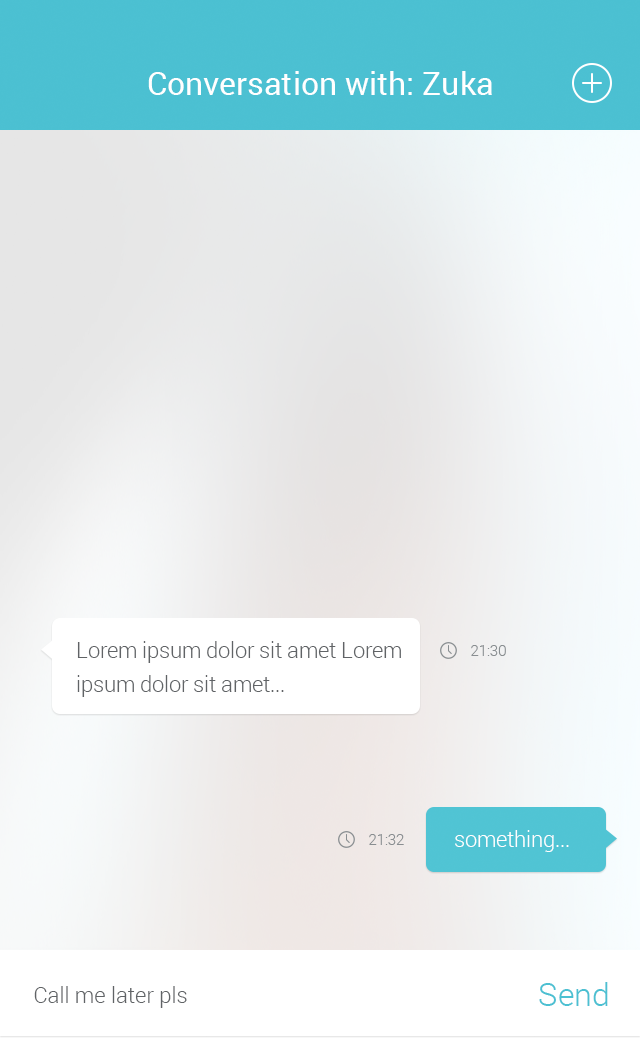 Conversation with: Zuka
Lorem ipsum dolor sit amet Lorem
ipsum dolor sit amet...
21:30
21:32
something...
Call me later pls
Send